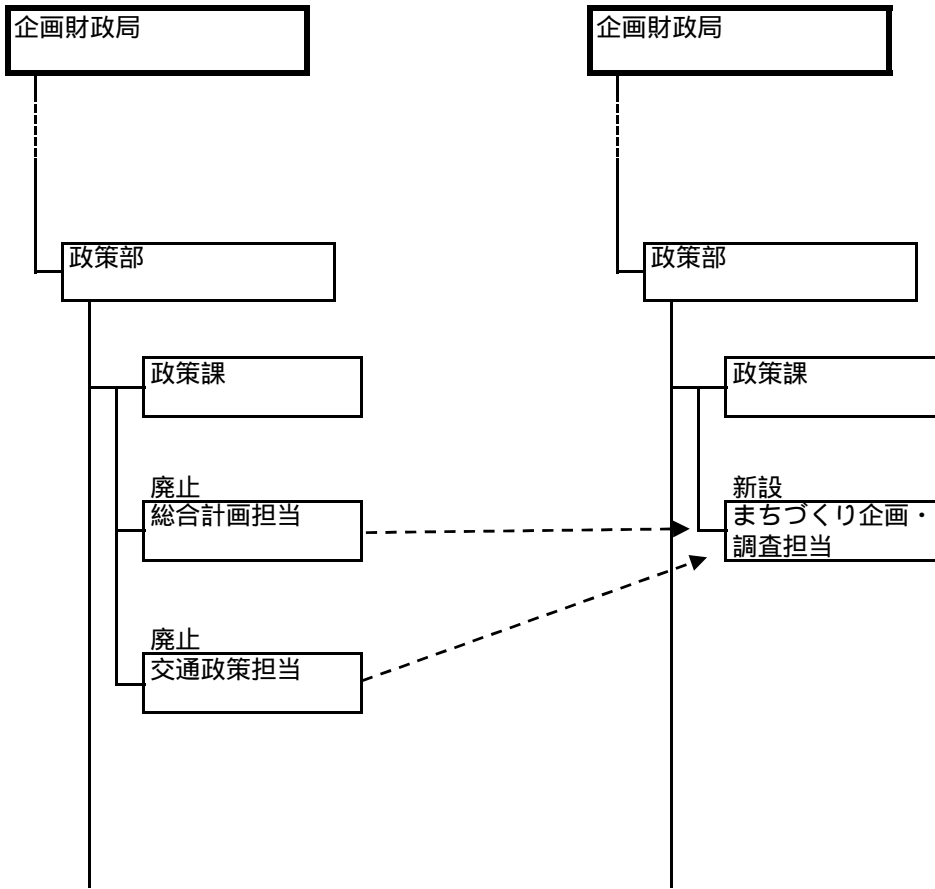 企画財政局
企画財政局
政策部
政策部
政策課
政策課
廃止
総合計画担当
新設
まちづくり企画・
調査担当
廃止
交通政策担当